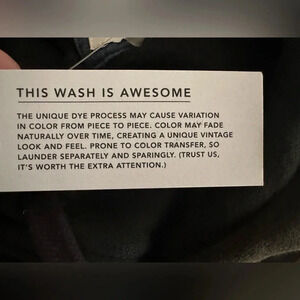 THIS WASH IS AWESOME
THE UNIQUE DYE PROCESS MAY CAUSE VARIATION
IN COLOR FROM PIECE TO PIECE. COLOR MAY FADE
NATURALLY OVER TIME, CREATING A UNIQUE VINTAGE
LOOK AND FEEL. PRONE TO COLOR TRANSFER, SO
LAUNDER SEPARATELY AND SPARINGLY. (TRUST US,
IT'S WORTH THE EXTRA ATTENTION.)